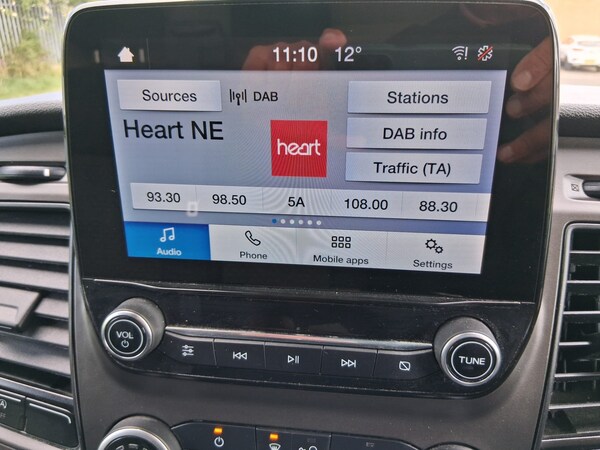 11:10 12°
Sources DAB Stations
Heart NE heart DAB info
Traffic (TA)
93.30 98.50 5A 108.00 88.30
Audio Phone Mobile apps Settings
VOL TUNE